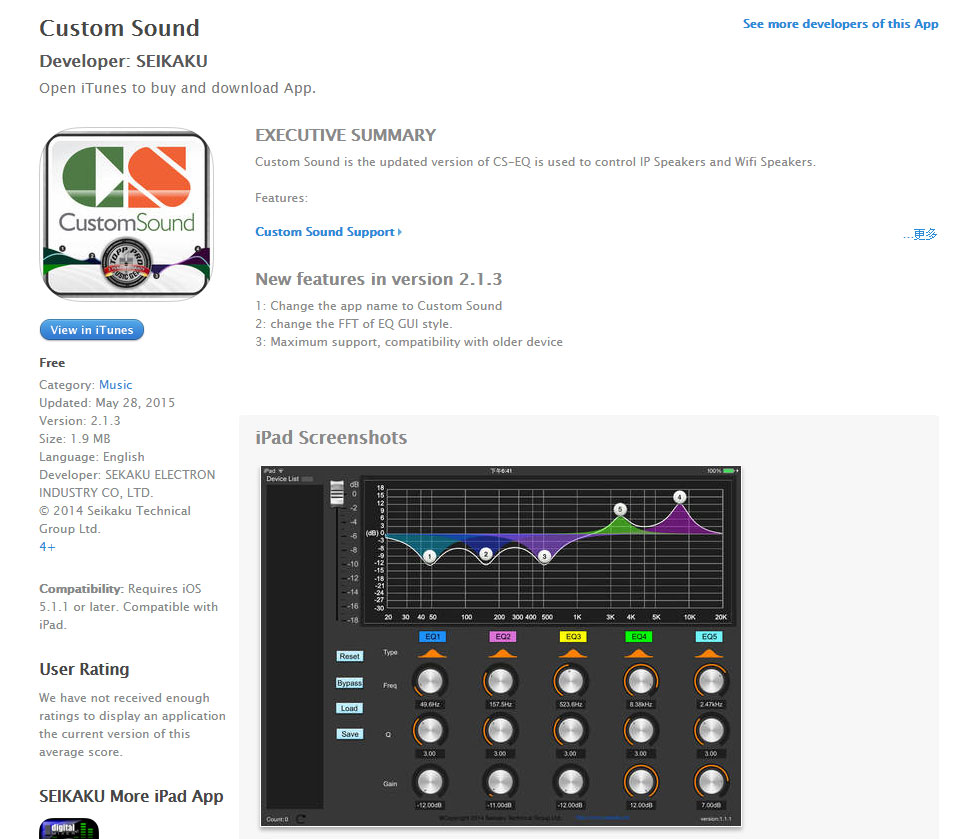 Custom Sound
See more developers of this App
Developer: SEIKAKU
Open iTunes to buy and download App.
CustomSound
TOPP PRO
MUSIC GEAR
View in iTunes
Free
Category: Music
Updated: May 28, 2015
Version: 2.1.3
Size: 1.9 MB
Language: English
Developer: SEKAKU ELECTRON
INDUSTRY CO, LTD.
© 2014 Seikaku Technical
Group Ltd.
4+
Compatibility: Requires iOS
5.1.1 or later. Compatible with
iPad.
User Rating
We have not received enough
ratings to display an application
the current version of this
average score.
SEIKAKU More iPad App
digital
EXECUTIVE SUMMARY
Custom Sound is the updated version of CS-EQ is used to control IP Speakers and Wifi Speakers.
Features:
Custom Sound Support
...更多
New features in version 2.1.3
1: Change the app name to Custom Sound
2: change the FFT of EQ GUI style.
3: Maximum support, compatibility with older device
iPad Screenshots
iPad 下午6:41 100%
Device List
dB
0
-2
-4
-6
-8
-10
-12
-14
-16
-18
18
15
12
9
6
3
(dB) 0
-3
-6
-9
-12
-15
-18
-21
-24
-27
-30
1 2 3 5 4
20 30 40 50 100 200 300 400 500 1K 3K 4K 5K 10K 20K
EQ1 EQ2 EQ3 EQ4 EQ5
Reset Type
Bypass Freq
49.6Hz 157.5Hz 523.6Hz 8.38kHz 2.47kHz
Load
Save Q
3.00 3.00 3.00 3.00 3.00
Gain
-12.00dB -11.00dB -12.00dB 12.00dB 7.00dB
Count:0 ©Copyright 2014 Seikaku Technical Group Ltd. version:1.1.1